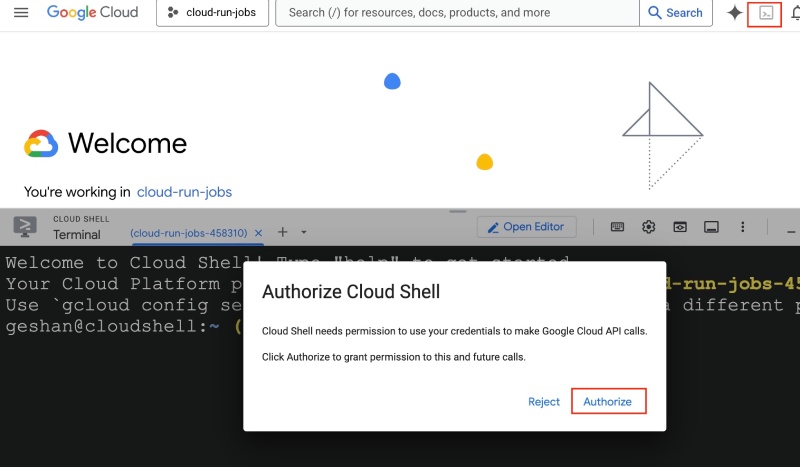 Google Cloud
cloud-run-jobs
Search (/) for resources, docs, products, and more
Search
Welcome
You're working in cloud-run-jobs
CLOUD SHELL
Terminal
(cloud-run-jobs-458310)
Open Editor
Welcome to Cloud Shell! Type "help" to get started
Your Cloud Platform p
d-run-jobs-45
Use `gcloud config se
a different p
geshan@cloudshell:~ (
Authorize Cloud Shell
Cloud Shell needs permission to use your credentials to make Google Cloud API calls.
Click Authorize to grant permission to this and future calls.
Reject
Authorize